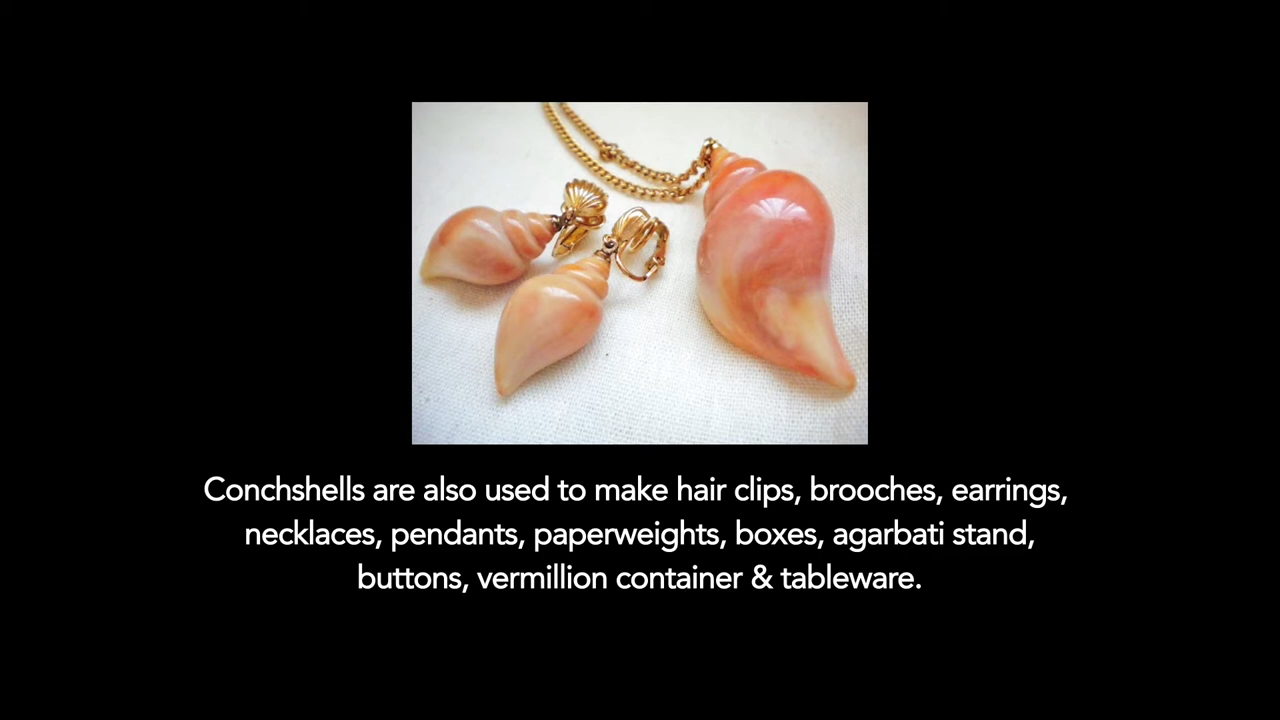 Conchshells are also used to make hair clips, brooches, earrings,
necklaces, pendants, paperweights, boxes, agarbati stand,
buttons, vermillion container & tableware.